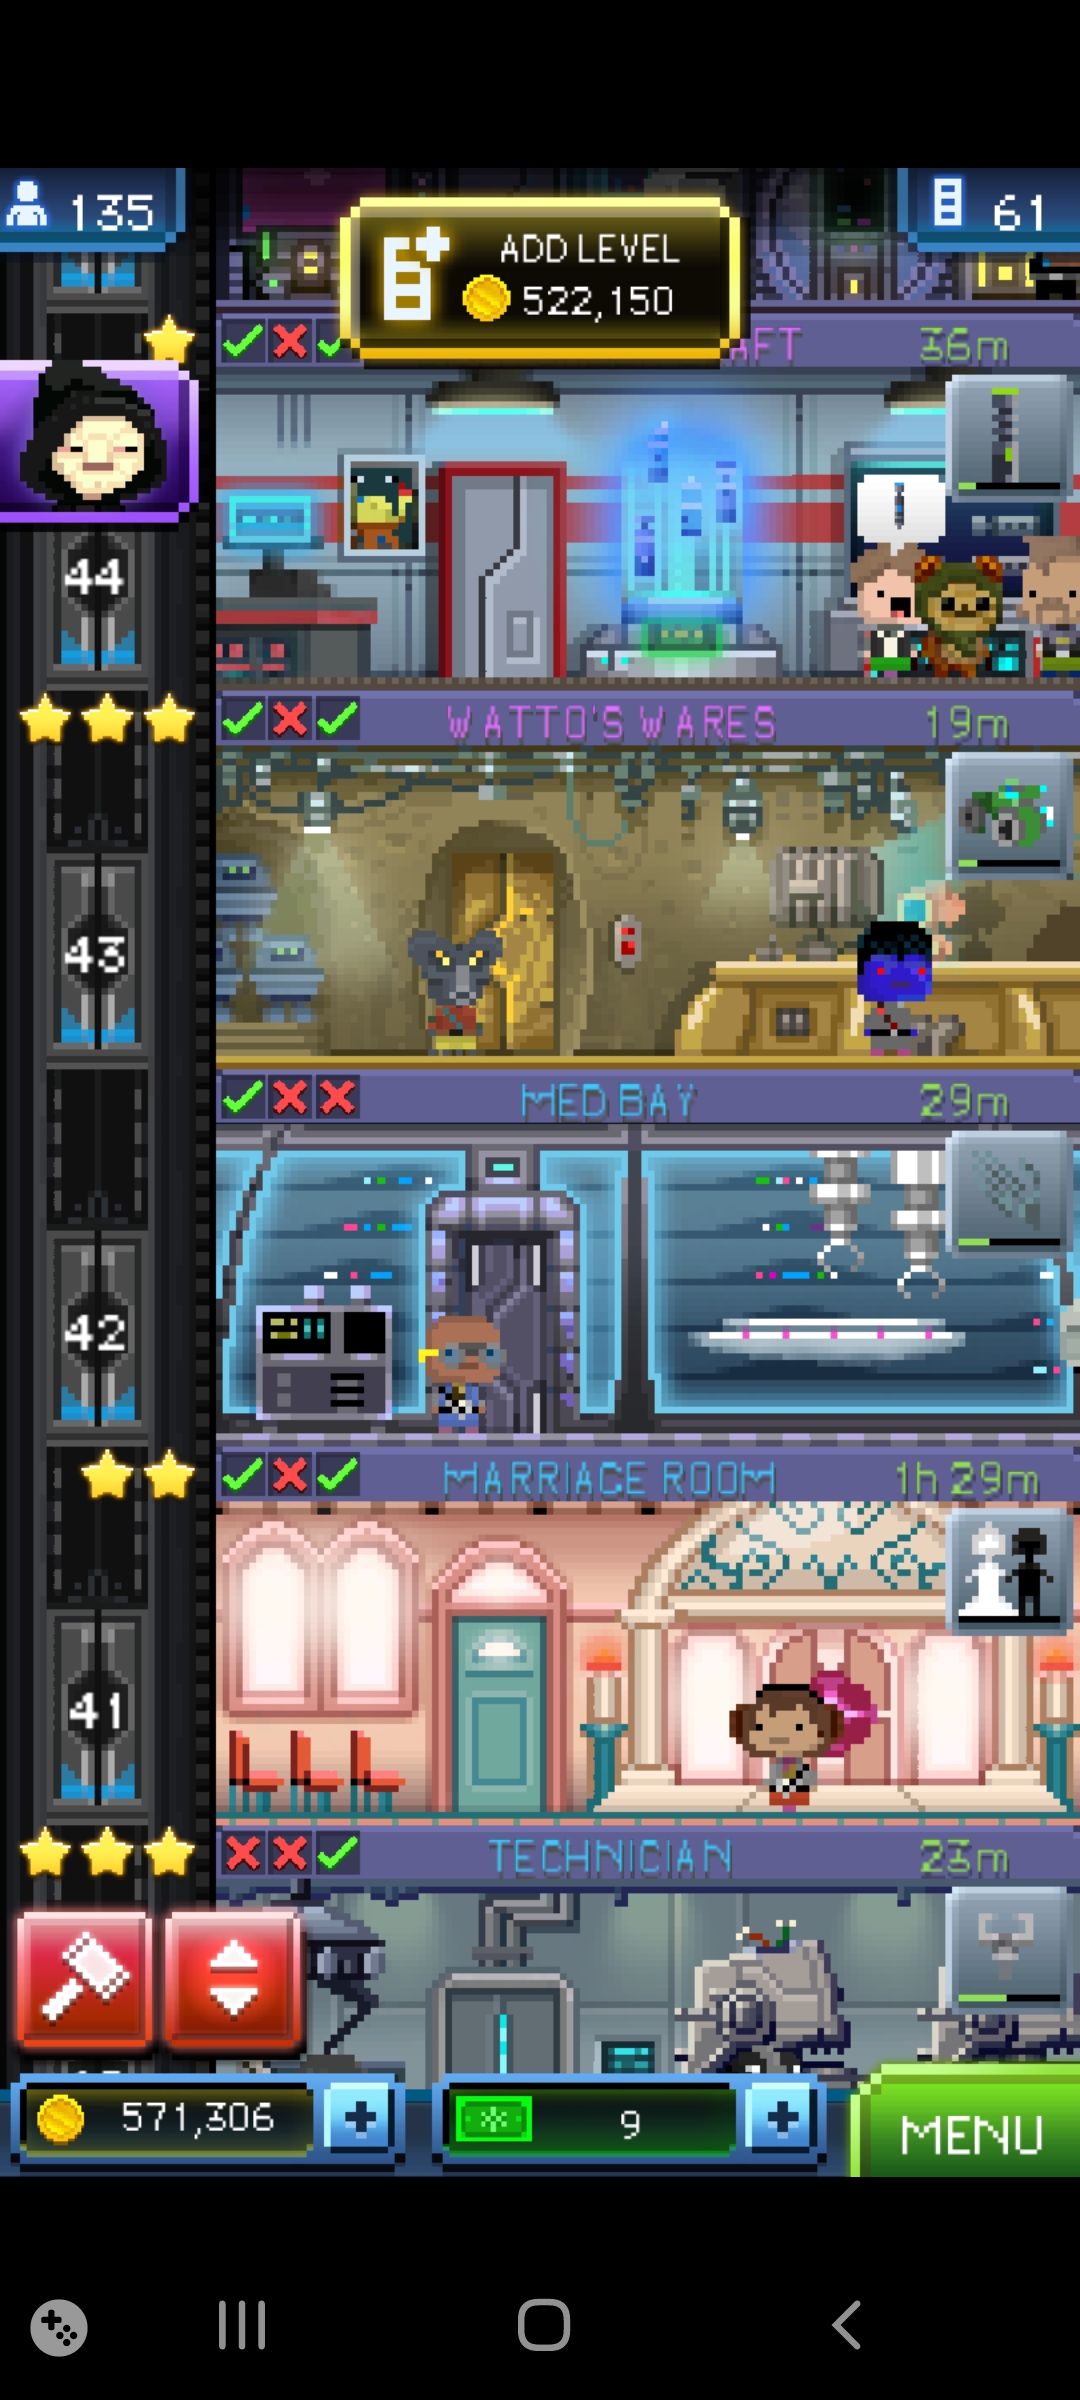 135
61
ADD LEVEL
522,150
AFT 36m
44
WATTO'S WARES 19m
43
MED BAY 29m
42
MARRIAGE ROOM 1h 29m
41
TECHNICIAN 23m
571,306
9
MENU